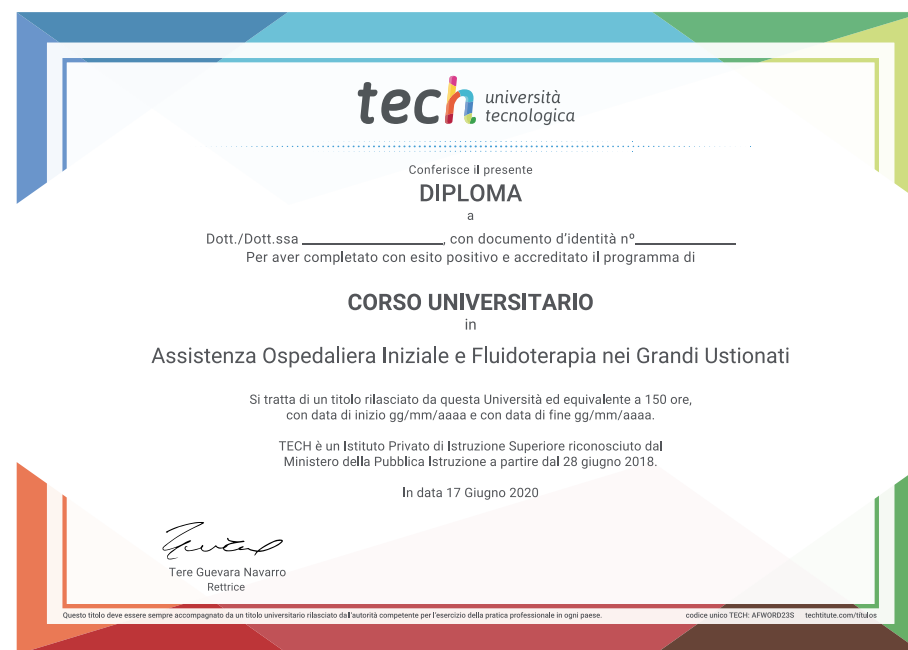 tech università
tecnologica
Conferisce il presente
DIPLOMA
a
Dott./Dott.ssa ____________________, con documento d'identità nº______________
Per aver completato con esito positivo e accreditato il programma di
CORSO UNIVERSITARIO
in
Assistenza Ospedaliera Iniziale e Fluidoterapia nei Grandi Ustionati
Si tratta di un titolo rilasciato da questa Università ed equivalente a 150 ore,
con data di inizio gg/mm/aaaa e con data di fine gg/mm/aaaa.
TECH è un Istituto Privato di Istruzione Superiore riconosciuto dal
Ministero della Pubblica Istruzione a partire dal 28 giugno 2018.
In data 17 Giugno 2020
Tere Guevara Navarro
Rettrice
Questo titolo deve essere sempre accompagnato da un titolo universitario rilasciato dall'autorità competente per l'esercizio della pratica professionale in ogni paese. codice unico TECH: AFWORD23S techtitute.com/titulos